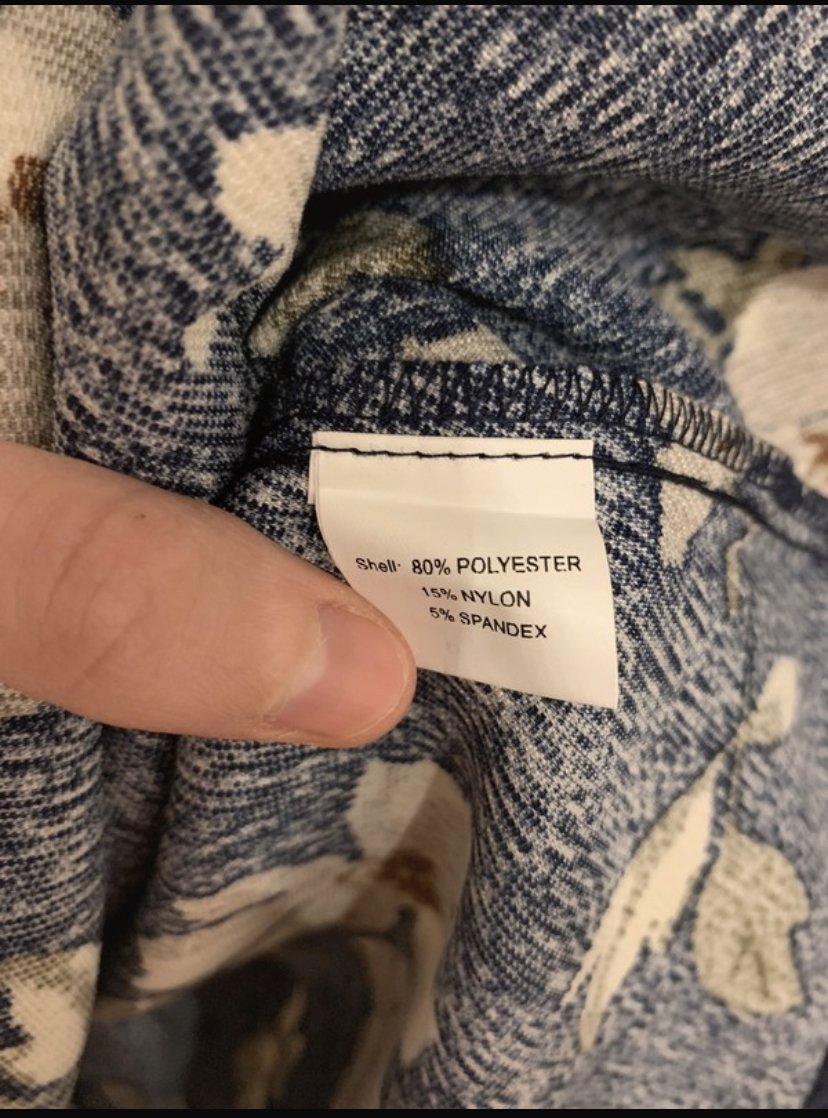 Shell: 80% POLYESTER
15% NYLON
5% SPANDEX